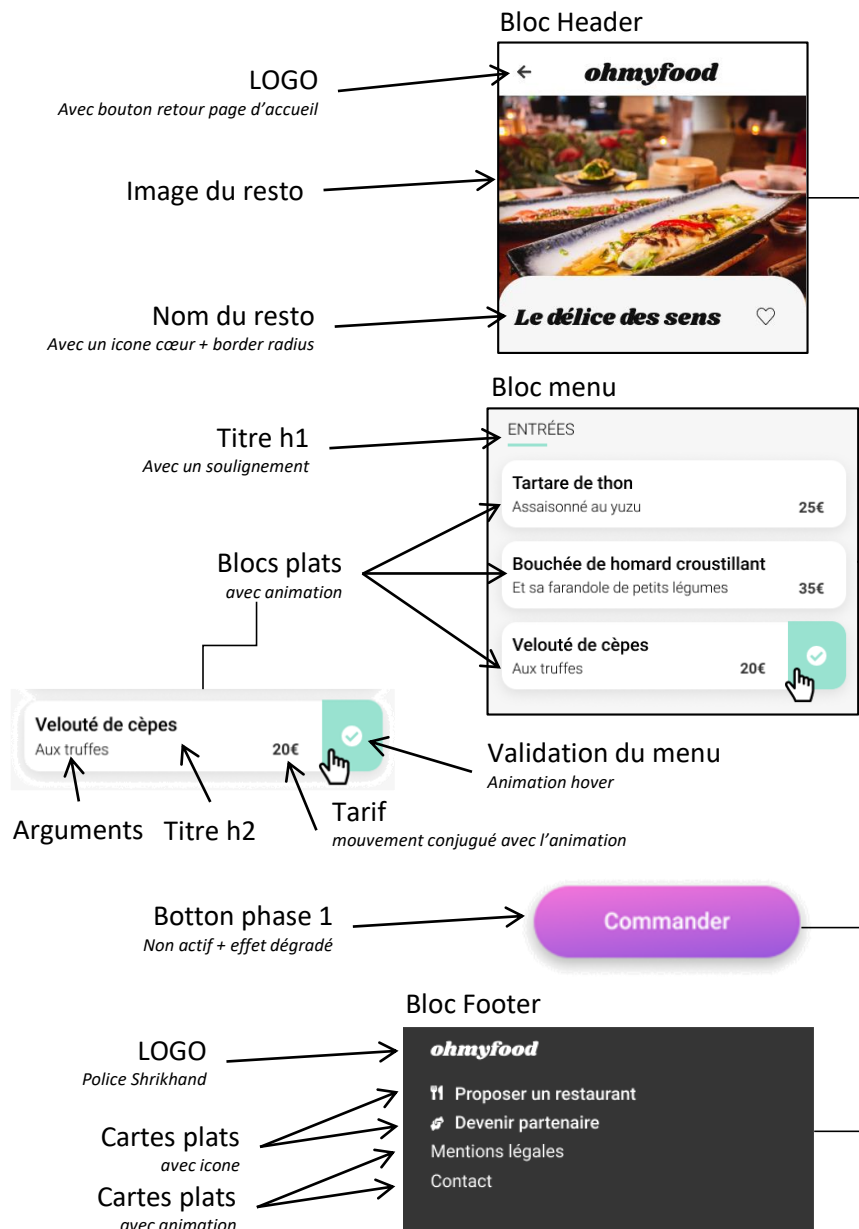 Bloc Header
LOGO
Avec bouton retour page d’accueil
ohmyfood
Image du resto
Nom du resto
Avec un icone cœur + border radius
Le délice des sens
Bloc menu
Titre h1
Avec un soulignement
ENTRÉES
Tartare de thon
Assaisonné au yuzu
25€
Blocs plats
avec animation
Bouchée de homard croustillant
Et sa farandole de petits légumes
35€
Velouté de cèpes
Aux truffes
20€
Velouté de cèpes
Aux truffes
20€
Validation du menu
Animation hover
Arguments
Titre h2
Tarif
mouvement conjugué avec l’animation
Botton phase 1
Non actif + effet dégradé
Commander
Bloc Footer
LOGO
Police Shrikhand
ohmyfood
Cartes plats
avec icone
Proposer un restaurant
Devenir partenaire
Cartes plats
avec animation
Mentions légales
Contact